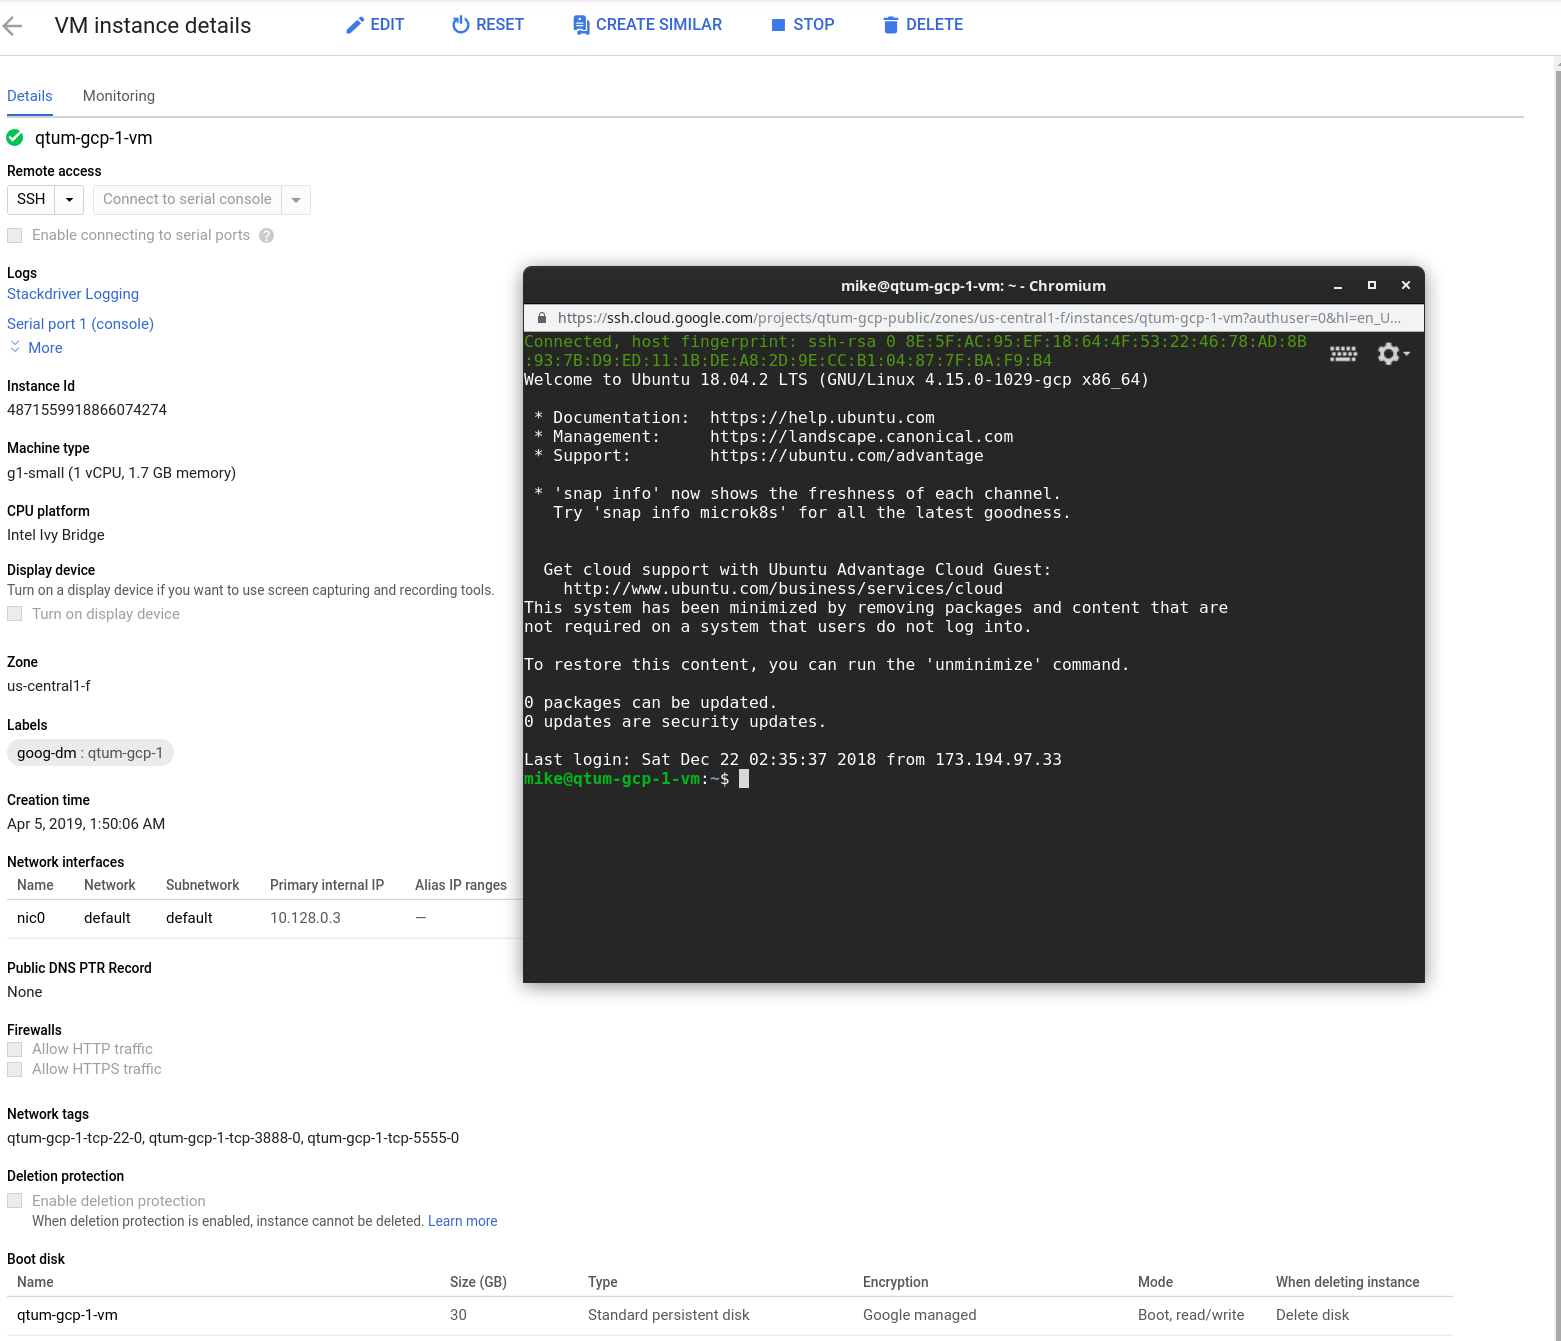 VM instance details EDIT RESET CREATE SIMILAR STOP DELETE
Details Monitoring
qtum-gcp-1-vm
Remote access
SSH Connect to serial console
Enable connecting to serial ports ?
Logs
Stackdriver Logging
Serial port 1 (console)
More
Instance Id
4871559918866074274
Machine type
g1-small (1 vCPU, 1.7 GB memory)
CPU platform
Intel Ivy Bridge
Display device
Turn on a display device if you want to use screen capturing and recording tools.
Turn on display device
Zone
us-central1-f
Labels
goog-dm : qtum-gcp-1
Creation time
Apr 5, 2019, 1:50:06 AM
Network interfaces
Name Network Subnetwork Primary internal IP Alias IP ranges
nic0 default default 10.128.0.3 —
Public DNS PTR Record
None
Firewalls
Allow HTTP traffic
Allow HTTPS traffic
Network tags
qtum-gcp-1-tcp-22-0, qtum-gcp-1-tcp-3888-0, qtum-gcp-1-tcp-5555-0
Deletion protection
Enable deletion protection
When deletion protection is enabled, instance cannot be deleted. Learn more
Boot disk
Name Size (GB) Type Encryption Mode When deleting instance
qtum-gcp-1-vm 30 Standard persistent disk Google managed Boot, read/write Delete disk
mike@qtum-gcp-1-vm: ~ - Chromium
https://ssh.cloud.google.com/projects/qtum-gcp-public/zones/us-central1-f/instances/qtum-gcp-1-vm?authuser=0&hl=en_U...
Connected, host fingerprint: ssh-rsa 0 8E:5F:AC:95:EF:18:64:4F:53:22:46:78:AD:8B
:93:7B:D9:ED:11:1B:DE:A8:2D:9E:CC:B1:04:87:7F:BA:F9:B4
Welcome to Ubuntu 18.04.2 LTS (GNU/Linux 4.15.0-1029-gcp x86_64)
* Documentation: https://help.ubuntu.com
* Management: https://landscape.canonical.com
* Support: https://ubuntu.com/advantage
* 'snap info' now shows the freshness of each channel.
Try 'snap info microk8s' for all the latest goodness.
Get cloud support with Ubuntu Advantage Cloud Guest:
http://www.ubuntu.com/business/services/cloud
This system has been minimized by removing packages and content that are
not required on a system that users do not log into.
To restore this content, you can run the 'unminimize' command.
0 packages can be updated.
0 updates are security updates.
Last login: Sat Dec 22 02:35:37 2018 from 173.194.97.33
mike@qtum-gcp-1-vm:~$